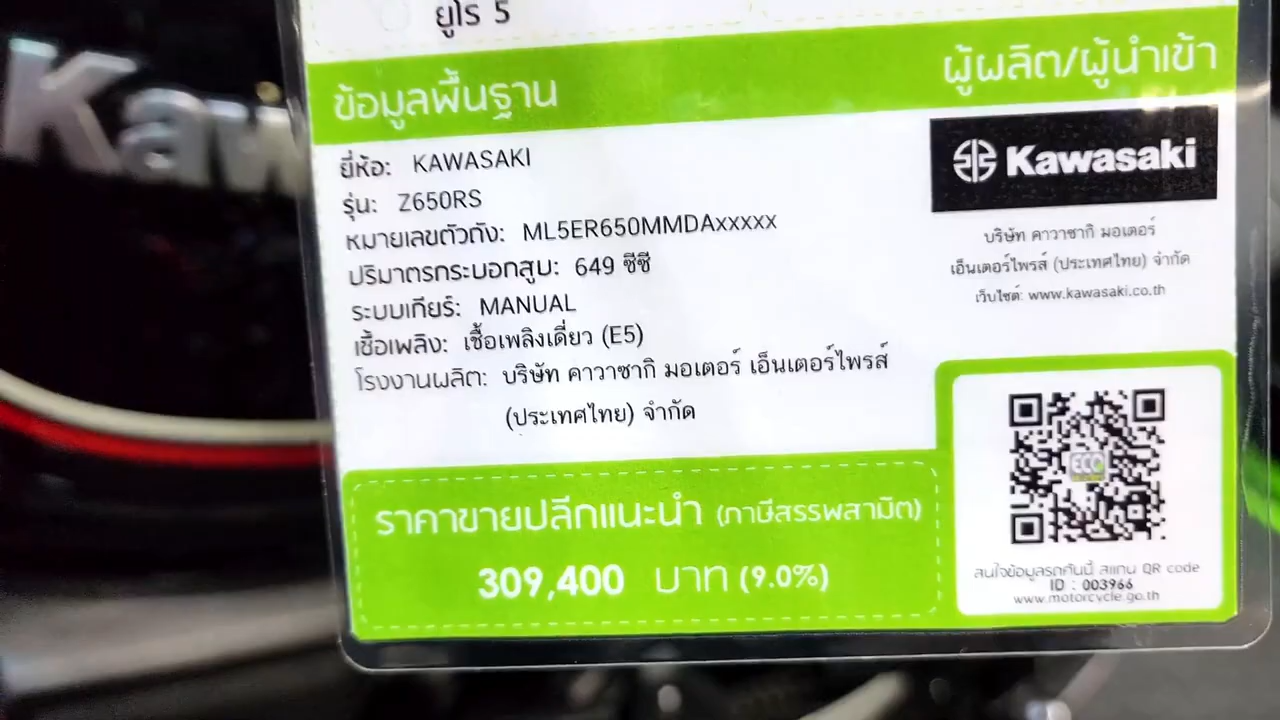 ยูโร 5
ข้อมูลพื้นฐาน
ผู้ผลิต/ผู้นำเข้า
Kaw
ยี่ห้อ: KAWASAKI
รุ่น: Z650RS
หมายเลขตัวถัง: ML5ER650MMDAxxxxx
ปริมาตรกระบอกสูบ: 649 ซีซี
ระบบเกียร์: MANUAL
เชื้อเพลิง: เชื้อเพลิงเดี่ยว (E5)
โรงงานผลิต: บริษัท คาวาซากิ มอเตอร์ เอ็นเตอร์ไพรส์
(ประเทศไทย) จำกัด
Kawasaki
บริษัท คาวาซากิ มอเตอร์
เอ็นเตอร์ไพรส์ (ประเทศไทย) จำกัด
เว็บไซต์: www.kawasaki.co.th
ราคาขายปลีกแนะนำ (ภาษีสรรพสามิต)
309,400 บาท (9.0%)
ECO
สนใจข้อมูลรถคันนี้ สแกน QR code
ID : 003966
www.motorcycle.go.th